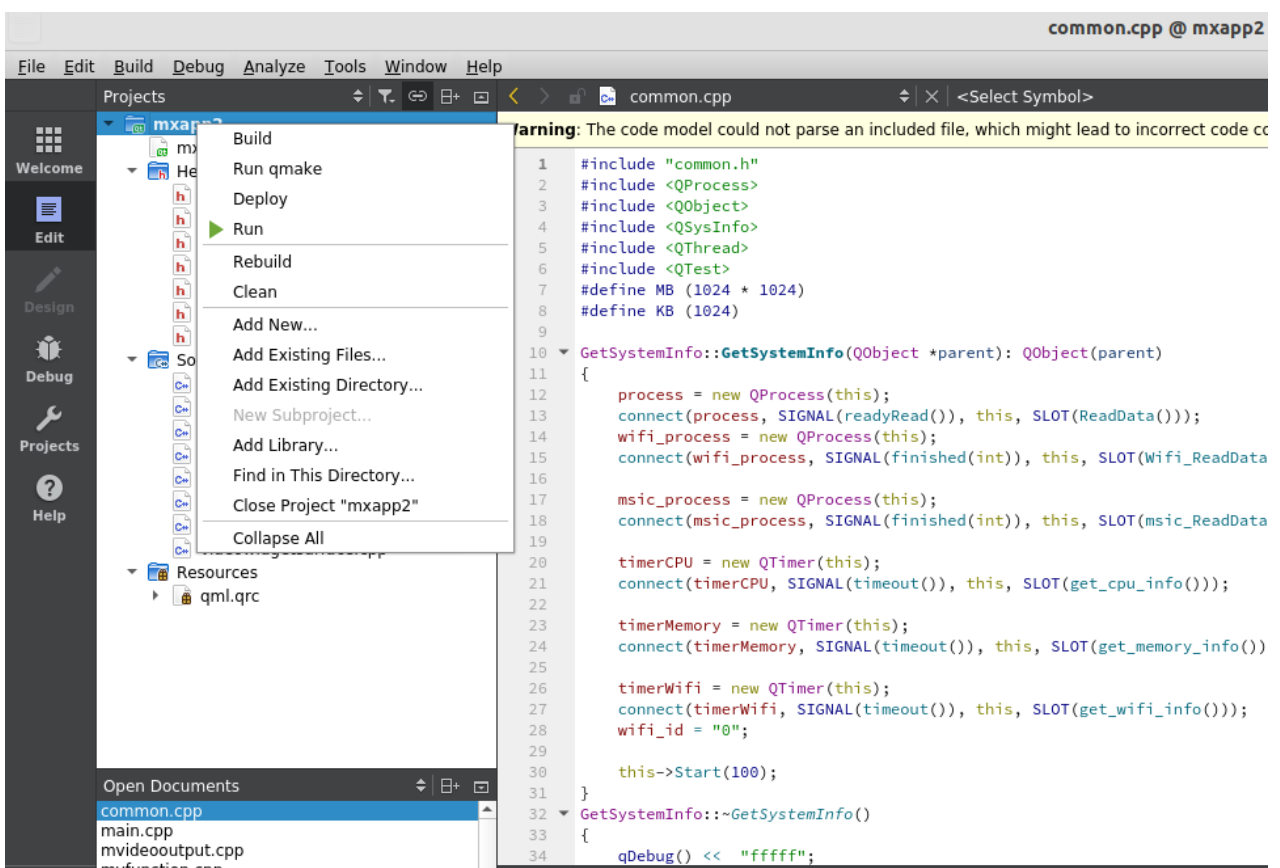 common.cpp @ mxapp2
File Edit Build Debug Analyze Tools Window Help
Projects
common.cpp
<Select Symbol>
Welcome
Edit
Design
Debug
Projects
Help
Build
Run qmake
Deploy
Run
Rebuild
Clean
Add New...
Add Existing Files...
Add Existing Directory...
New Subproject...
Add Library...
Find in This Directory...
Close Project "mxapp2"
Collapse All
Resources
qml.qrc
Open Documents
common.cpp
main.cpp
mvideooutput.cpp
: The code model could not parse an included file, which might lead to incorrect code
1 #include "common.h"
2 #include <QProcess>
3 #include <QObject>
4 #include <QSysInfo>
5 #include <QThread>
6 #include <QTest>
7 #define MB (1024 * 1024)
8 #define KB (1024)
9
10 GetSystemInfo::GetSystemInfo(QObject *parent): QObject(parent)
11 {
12 process = new QProcess(this);
13 connect(process, SIGNAL(readyRead()), this, SLOT(ReadData()));
14 wifi_process = new QProcess(this);
15 connect(wifi_process, SIGNAL(finished(int)), this, SLOT(Wifi_ReadData
16
17 msic_process = new QProcess(this);
18 connect(msic_process, SIGNAL(finished(int)), this, SLOT(msic_ReadData
19
20 timerCPU = new QTimer(this);
21 connect(timerCPU, SIGNAL(timeout()), this, SLOT(get_cpu_info()));
22
23 timerMemory = new QTimer(this);
24 connect(timerMemory, SIGNAL(timeout()), this, SLOT(get_memory_info())
25
26 timerWifi = new QTimer(this);
27 connect(timerWifi, SIGNAL(timeout()), this, SLOT(get_wifi_info()));
28 wifi_id = "0";
29
30 this->Start(100);
31 }
32 GetSystemInfo::~GetSystemInfo()
33 {
34 qDebug() << "fffff";